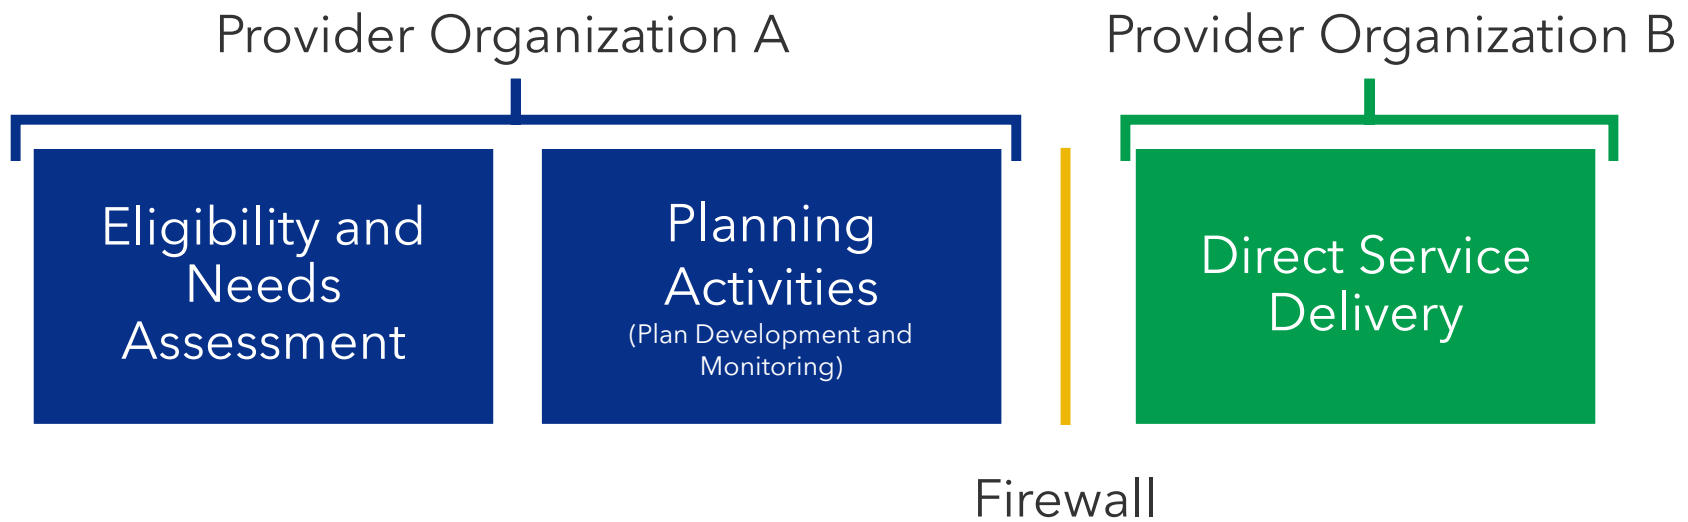 Provider Organization A
Provider Organization B
Eligibility and
Needs
Assessment
Planning
Activities
(Plan Development and
Monitoring)
Direct Service
Delivery
Firewall